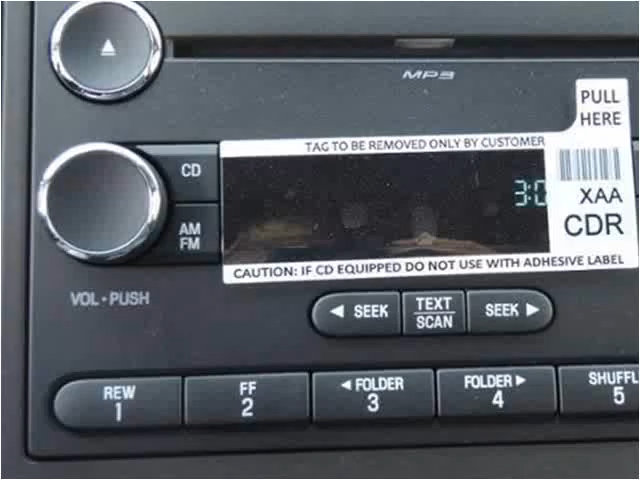 MP3
PULL
HERE
TAG TO BE REMOVED ONLY BY CUSTOMER
CD
3:0
XAA
AM
FM
CDR
CAUTION: IF CD EQUIPPED DO NOT USE WITH ADHESIVE LABEL
VOL • PUSH
◄ SEEK
TEXT
SCAN
SEEK ►
REW
1
FF
2
◄ FOLDER
3
FOLDER ►
4
SHUFFL
5